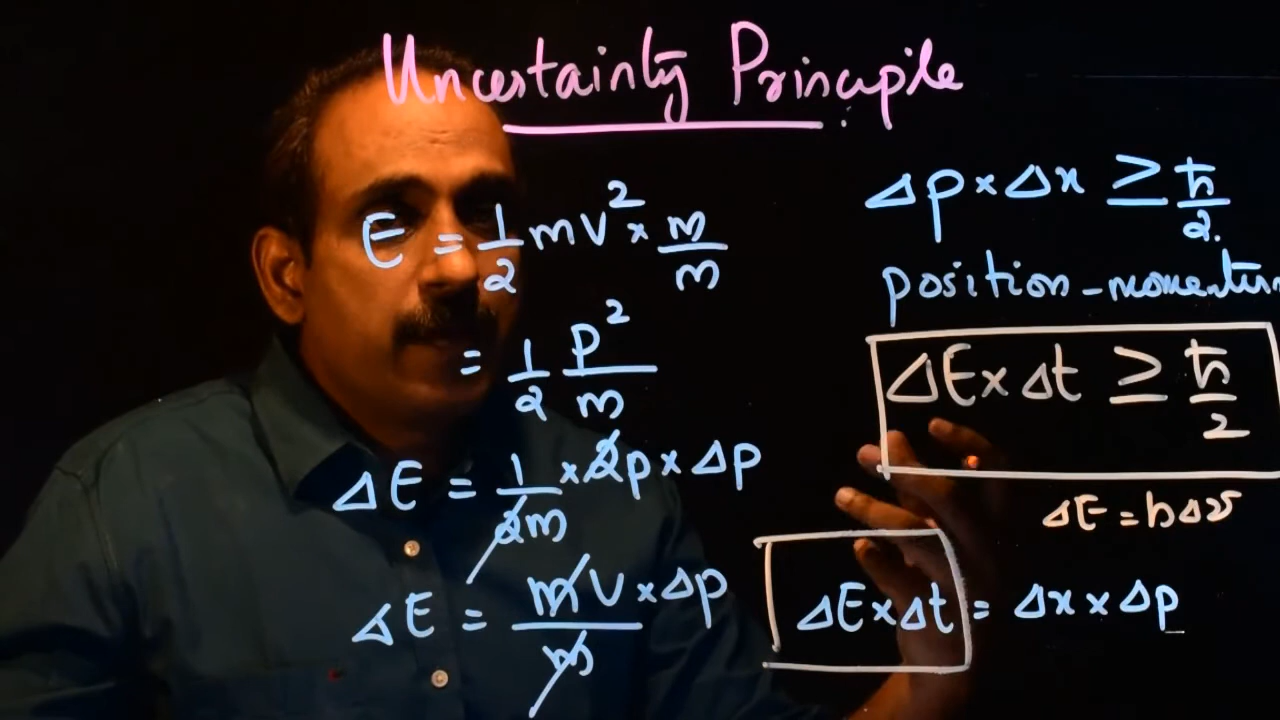 Uncertainty Principle
E = 1/2 mv² × m/m
= 1/2 p²/m
ΔE = 1/2m × 2p × Δp
ΔE = mv × Δp / m
Δp × Δx ≥ ħ/2.
position - momentum
ΔE × Δt ≥ ħ/2
ΔE = hΔν
ΔE × Δt = Δx × Δp